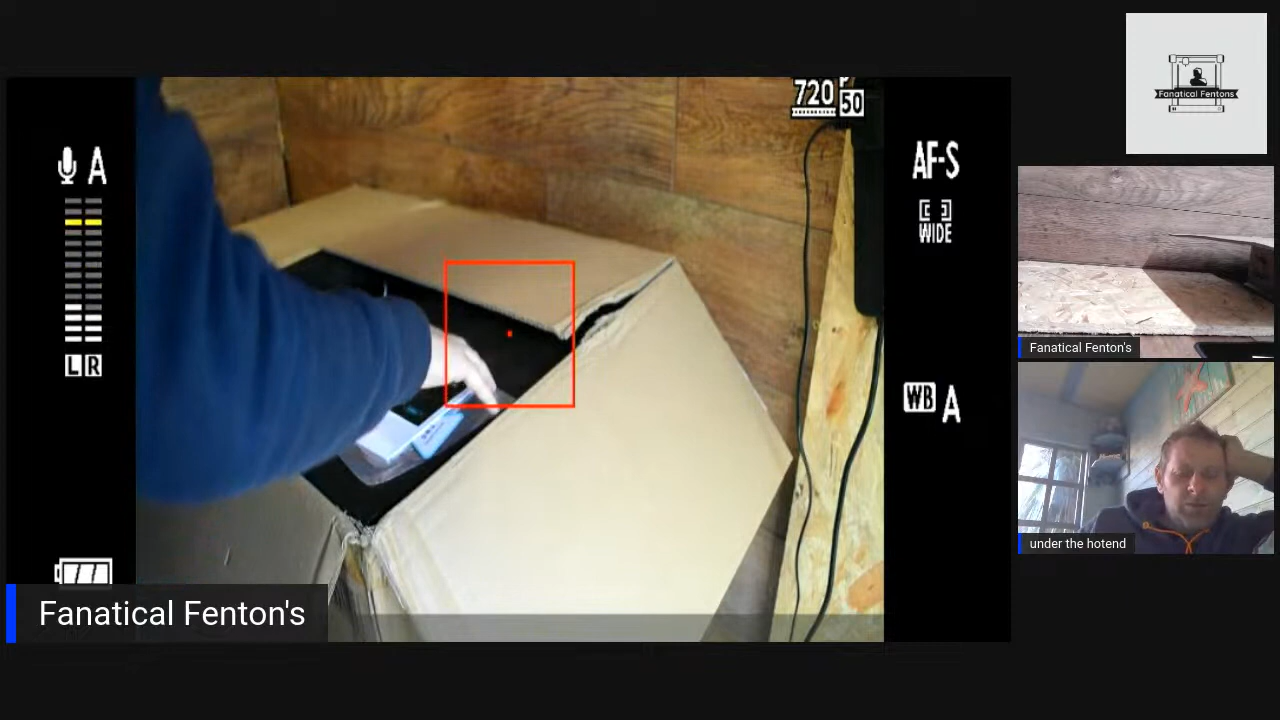 720
P
50
A
AF-S
WIDE
L R
WB A
Fanatical Fenton's
Fanatical Fentons
Fanatical Fenton's
under the hotend